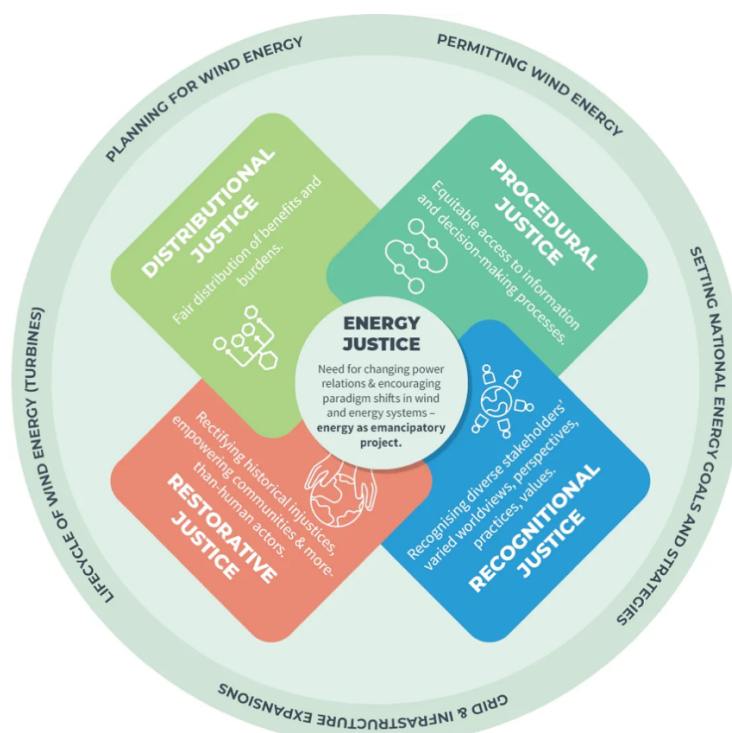 PLANNING FOR WIND ENERGY
PERMITTING WIND ENERGY
SETTING NATIONAL ENERGY GOALS AND STRATEGIES
GRID & INFRASTRUCTURE EXPANSIONS
LIFECYCLE OF WIND ENERGY (TURBINES)
DISTRIBUTIONAL
JUSTICE
Fair distribution of benefits and
burdens.
PROCEDURAL
JUSTICE
Equitable access to information
and decision-making processes.
ENERGY
JUSTICE
Need for changing power
relations & encouraging
paradigm shifts in wind
and energy systems –
energy as emancipatory
project.
Rectifying historical injustices,
empowering communities & more-
than-human actors.
RESTORATIVE
JUSTICE
Recognising diverse stakeholders'
varied worldviews, perspectives,
practices, values.
RECOGNITIONAL
JUSTICE